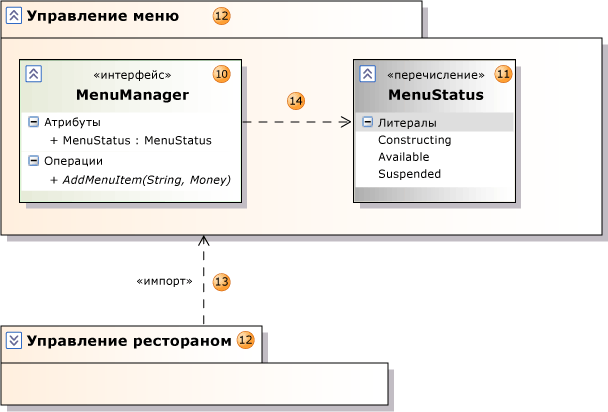 Управление меню 12
«интерфейс» 10
MenuManager
Атрибуты
+ MenuStatus : MenuStatus
Операции
+ AddMenuItem(String, Money)
14
«перечисление» 11
MenuStatus
Литералы
Constructing
Available
Suspended
«импорт» 13
Управление рестораном 12